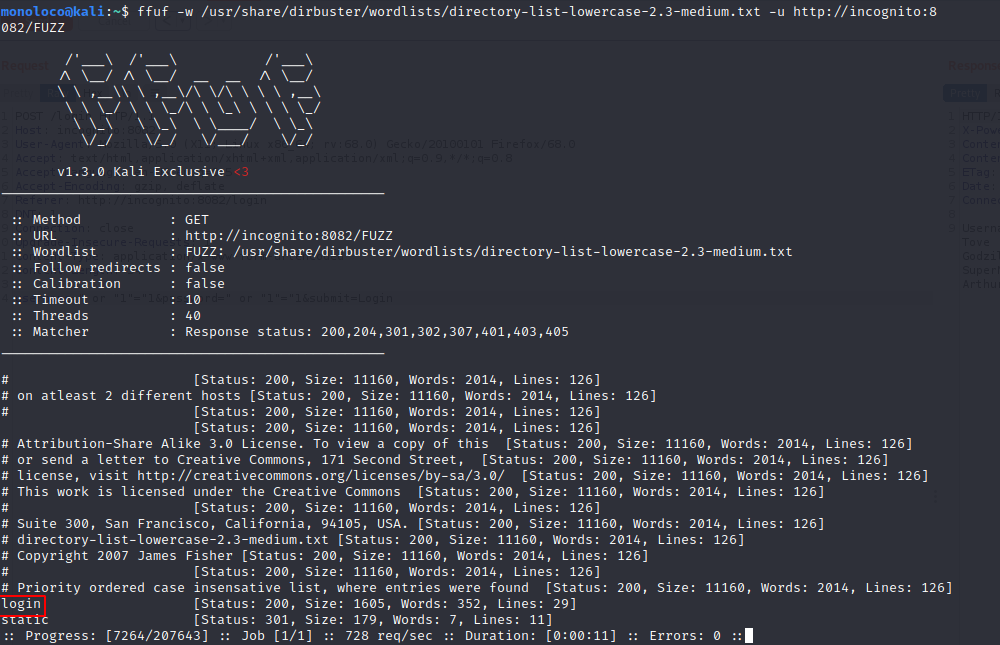 monoloco@kali:~$ ffuf -w /usr/share/dirbuster/wordlists/directory-list-lowercase-2.3-medium.txt -u http://incognito:8
082/FUZZ
v1.3.0 Kali Exclusive <3
:: Method : GET
:: URL : http://incognito:8082/FUZZ
:: Wordlist : FUZZ: /usr/share/dirbuster/wordlists/directory-list-lowercase-2.3-medium.txt
:: Follow redirects : false
:: Calibration : false
:: Timeout : 10
:: Threads : 40
:: Matcher : Response status: 200,204,301,302,307,401,403,405
# [Status: 200, Size: 11160, Words: 2014, Lines: 126]
# on atleast 2 different hosts [Status: 200, Size: 11160, Words: 2014, Lines: 126]
# [Status: 200, Size: 11160, Words: 2014, Lines: 126]
[Status: 200, Size: 11160, Words: 2014, Lines: 126]
# Attribution-Share Alike 3.0 License. To view a copy of this [Status: 200, Size: 11160, Words: 2014, Lines: 126]
# or send a letter to Creative Commons, 171 Second Street, [Status: 200, Size: 11160, Words: 2014, Lines: 126]
# license, visit http://creativecommons.org/licenses/by-sa/3.0/ [Status: 200, Size: 11160, Words: 2014, Lines: 126]
# This work is licensed under the Creative Commons [Status: 200, Size: 11160, Words: 2014, Lines: 126]
# [Status: 200, Size: 11160, Words: 2014, Lines: 126]
# Suite 300, San Francisco, California, 94105, USA. [Status: 200, Size: 11160, Words: 2014, Lines: 126]
# directory-list-lowercase-2.3-medium.txt [Status: 200, Size: 11160, Words: 2014, Lines: 126]
# Copyright 2007 James Fisher [Status: 200, Size: 11160, Words: 2014, Lines: 126]
# [Status: 200, Size: 11160, Words: 2014, Lines: 126]
# Priority ordered case insensative list, where entries were found [Status: 200, Size: 11160, Words: 2014, Lines: 126]
login [Status: 200, Size: 1605, Words: 352, Lines: 29]
static [Status: 301, Size: 179, Words: 7, Lines: 11]
:: Progress: [7264/207643] :: Job [1/1] :: 728 req/sec :: Duration: [0:00:11] :: Errors: 0 ::